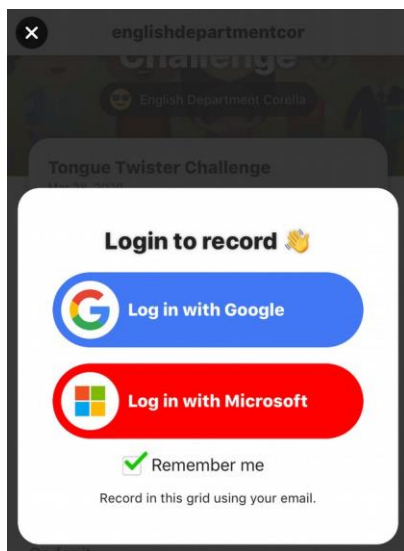 englishdepartmentcor
Challenge
English Department Corella
Tongue Twister Challenge
Login to record 👋
Log in with Google
Log in with Microsoft
Remember me
Record in this grid using your email.